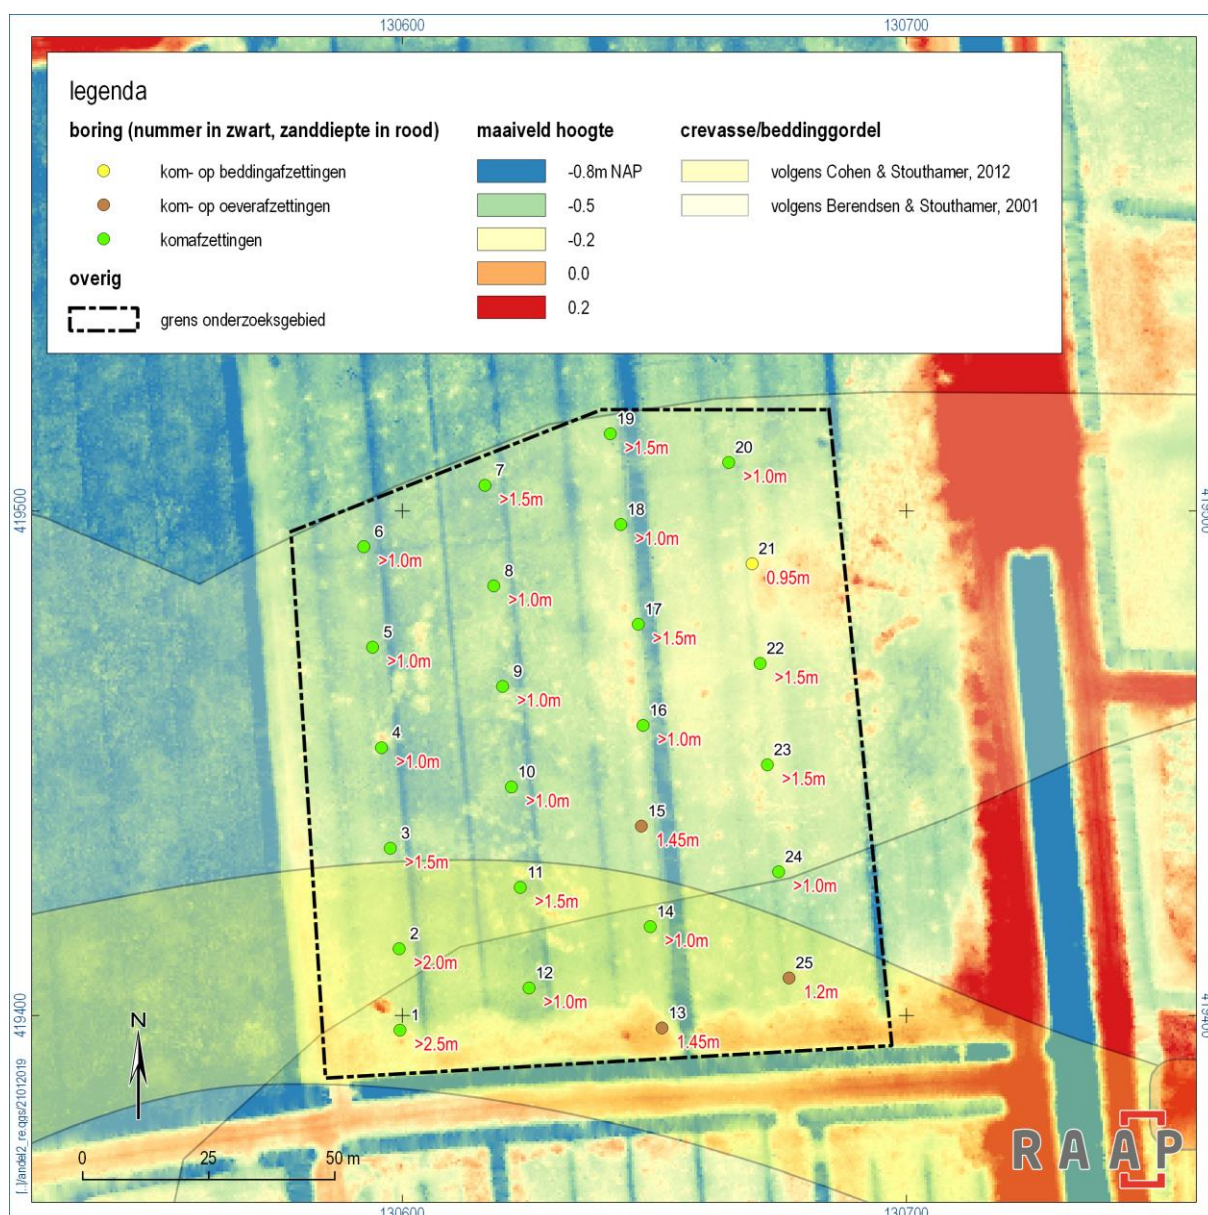 130600
130700
legenda
boring (nummer in zwart, zanddiepte in rood)
kom- op beddingafzettingen
kom- op oeverafzettingen
komafzettingen
overig
grens onderzoeksgebied
maaiveld hoogte
-0.8m NAP
-0.5
-0.2
0.0
0.2
crevasse/beddinggordel
volgens Cohen & Stouthamer, 2012
volgens Berendsen & Stouthamer, 2001
19
>1.5m
20
>1.0m
7
>1.5m
419500
419500
18
>1.0m
6
>1.0m
21
0.95m
8
>1.0m
17
>1.5m
5
>1.0m
22
>1.5m
9
>1.0m
16
>1.0m
4
>1.0m
23
>1.5m
10
>1.0m
15
1.45m
3
>1.5m
24
>1.0m
11
>1.5m
14
>1.0m
2
>2.0m
25
1.2m
12
>1.0m
419400
419400
1
>2.5m
13
1.45m
N
0 25 50 m
RAAP
[..]/andel2_re.qgs/21012019
130600
130700